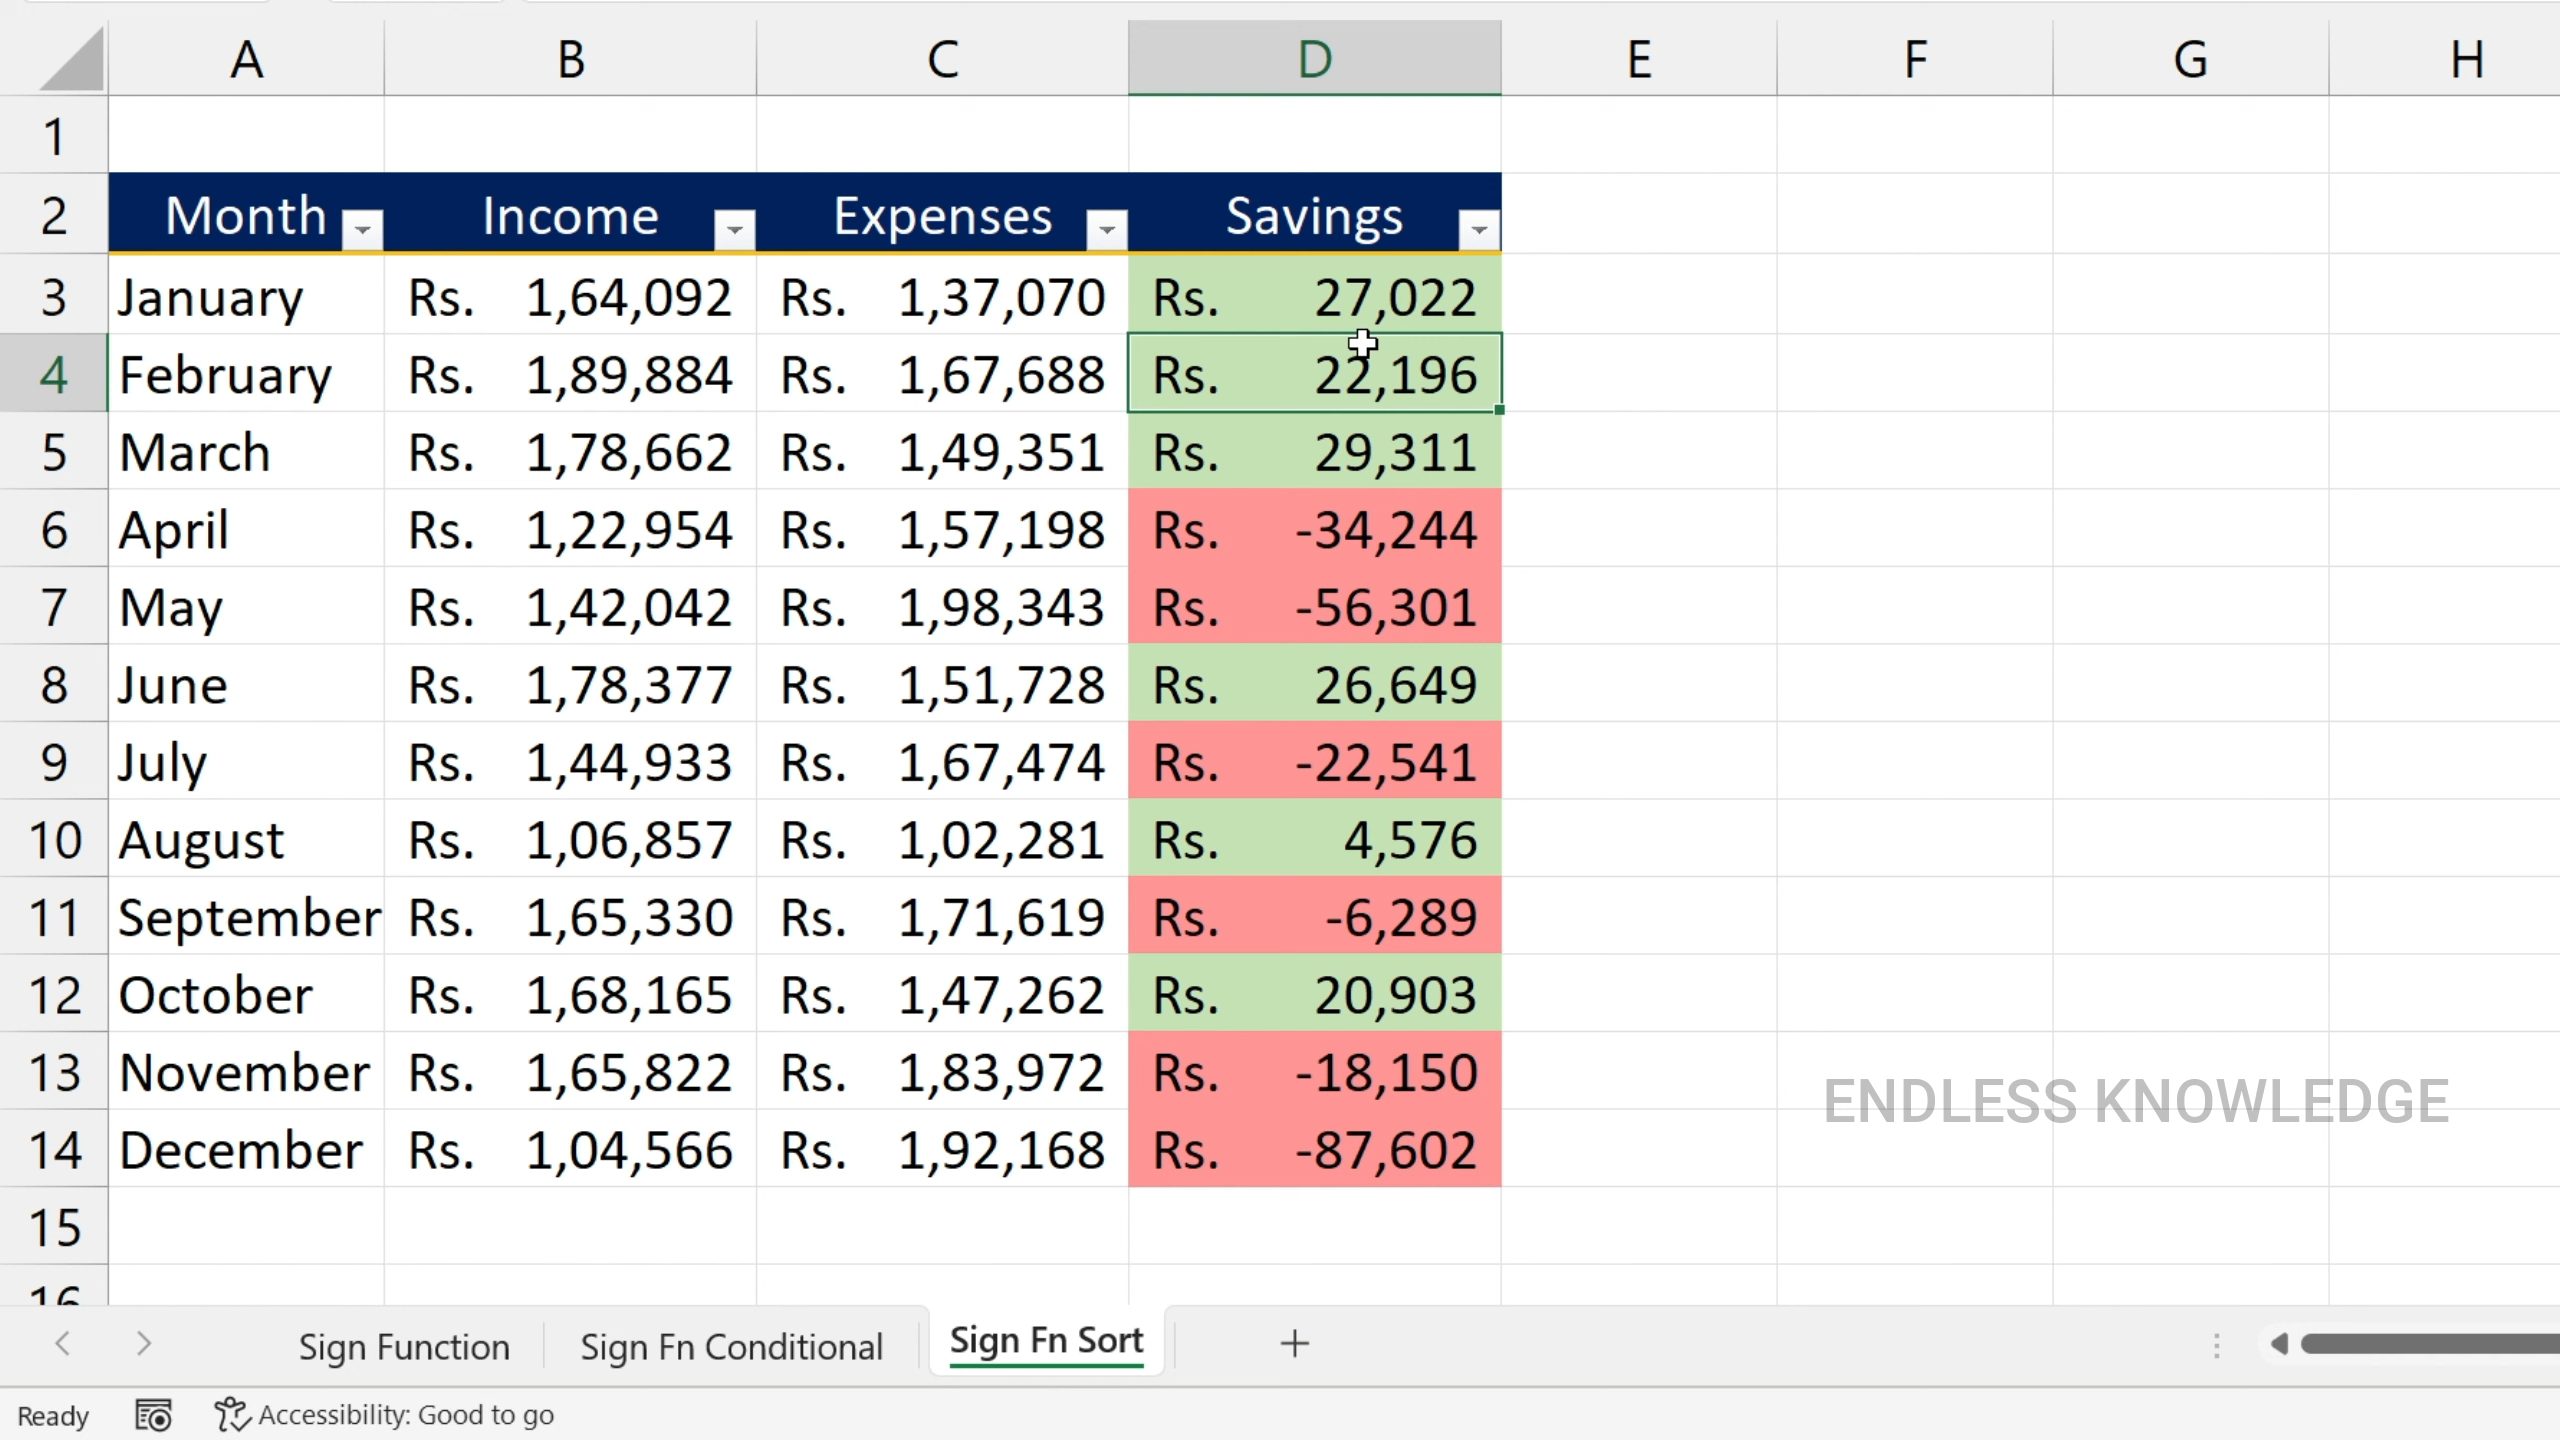 A B C D E F G H
1
2 Month Income Expenses Savings
3 January Rs. 1,64,092 Rs. 1,37,070 Rs. 27,022
4 February Rs. 1,89,884 Rs. 1,67,688 Rs. 22,196
5 March Rs. 1,78,662 Rs. 1,49,351 Rs. 29,311
6 April Rs. 1,22,954 Rs. 1,57,198 Rs. -34,244
7 May Rs. 1,42,042 Rs. 1,98,343 Rs. -56,301
8 June Rs. 1,78,377 Rs. 1,51,728 Rs. 26,649
9 July Rs. 1,44,933 Rs. 1,67,474 Rs. -22,541
10 August Rs. 1,06,857 Rs. 1,02,281 Rs. 4,576
11 September Rs. 1,65,330 Rs. 1,71,619 Rs. -6,289
12 October Rs. 1,68,165 Rs. 1,47,262 Rs. 20,903
13 November Rs. 1,65,822 Rs. 1,83,972 Rs. -18,150
ENDLESS KNOWLEDGE
14 December Rs. 1,04,566 Rs. 1,92,168 Rs. -87,602
15
16
Sign Function Sign Fn Conditional Sign Fn Sort +
Ready Accessibility: Good to go